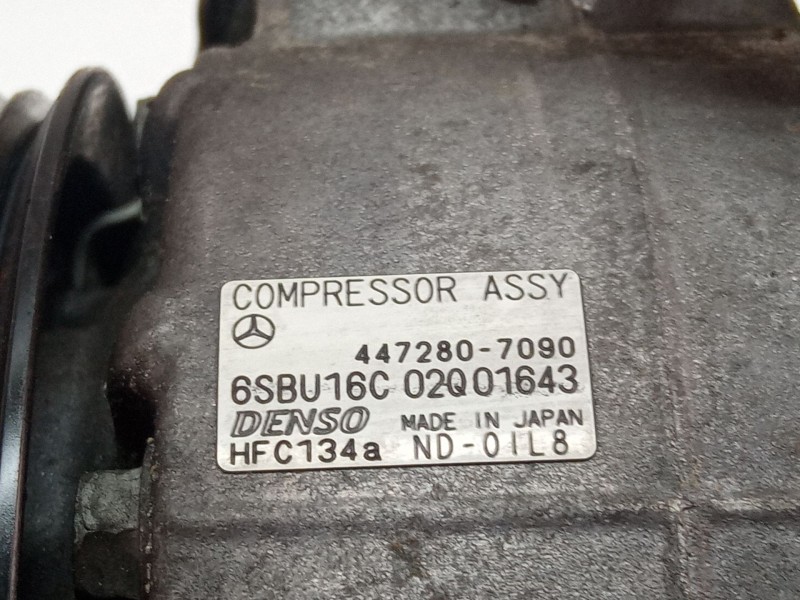 COMPRESSOR ASSY
447280-7090
6SBU16C 02Q01643
DENSO MADE IN JAPAN
HFC134a ND-OIL8